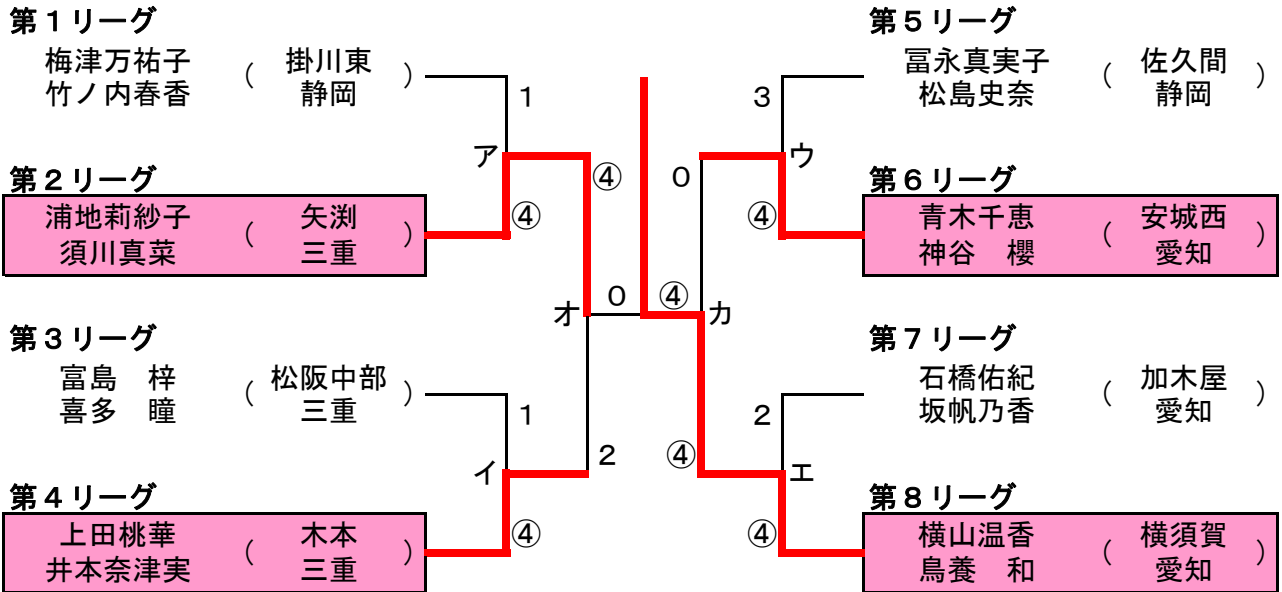 第１リーグ
梅津万祐子 （ 掛川東 ）
竹ノ内春香 静岡
1
ア
第２リーグ
浦地莉紗子 （ 矢渕 ）
須川真菜 三重
④
④
第３リーグ
富島　梓 （ 松阪中部 ）
喜多　瞳 三重
1
イ
第４リーグ
上田桃華 （ 木本 ）
井本奈津実 三重
④
2
オ
0
④
カ
第５リーグ
冨永真実子 （ 佐久間 ）
松島史奈 静岡
3
ウ
0
第６リーグ
青木千恵 （ 安城西 ）
神谷　櫻 愛知
④
第７リーグ
石橋佑紀 （ 加木屋 ）
坂帆乃香 愛知
2
エ
④
第８リーグ
横山温香 （ 横須賀 ）
鳥養　和 愛知
④